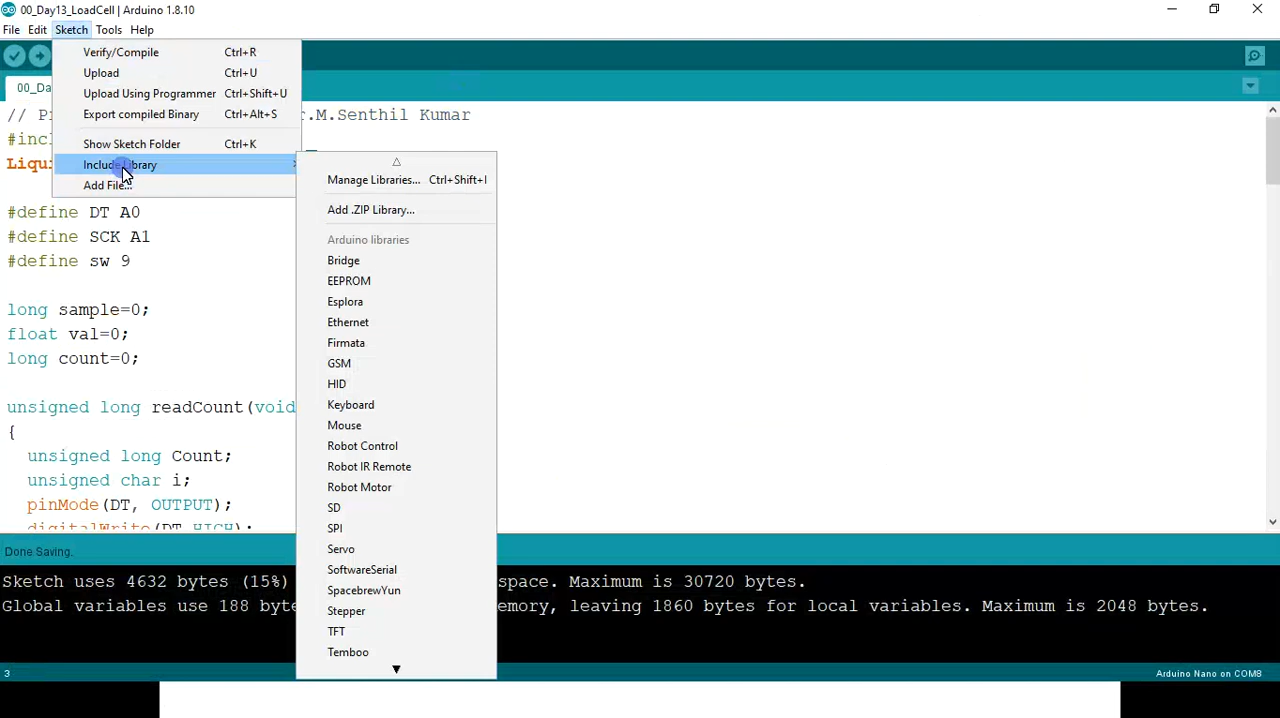 00_Day13_LoadCell | Arduino 1.8.10
File Edit Sketch Tools Help
Verify/Compile Ctrl+R
Upload Ctrl+U
Upload Using Programmer Ctrl+Shift+U
Export compiled Binary Ctrl+Alt+S
Show Sketch Folder Ctrl+K
Include Library
Add File...
Manage Libraries... Ctrl+Shift+I
Add .ZIP Library...
Arduino libraries
Bridge
EEPROM
Esplora
Ethernet
Firmata
GSM
HID
Keyboard
Mouse
Robot Control
Robot IR Remote
Robot Motor
SD
SPI
Servo
SoftwareSerial
SpacebrewYun
Stepper
TFT
Temboo
00_Da
// P r.M.Senthil Kumar
#incl
Liqu
#define DT A0
#define SCK A1
#define sw 9
long sample=0;
float val=0;
long count=0;
unsigned long readCount(void
{
unsigned long Count;
unsigned char i;
pinMode(DT, OUTPUT);
digitalWrite(DT,HIGH);
Done Saving.
Sketch uses 4632 bytes (15%) space. Maximum is 30720 bytes.
Global variables use 188 byte emory, leaving 1860 bytes for local variables. Maximum is 2048 bytes.
3 Arduino Nano on COM8